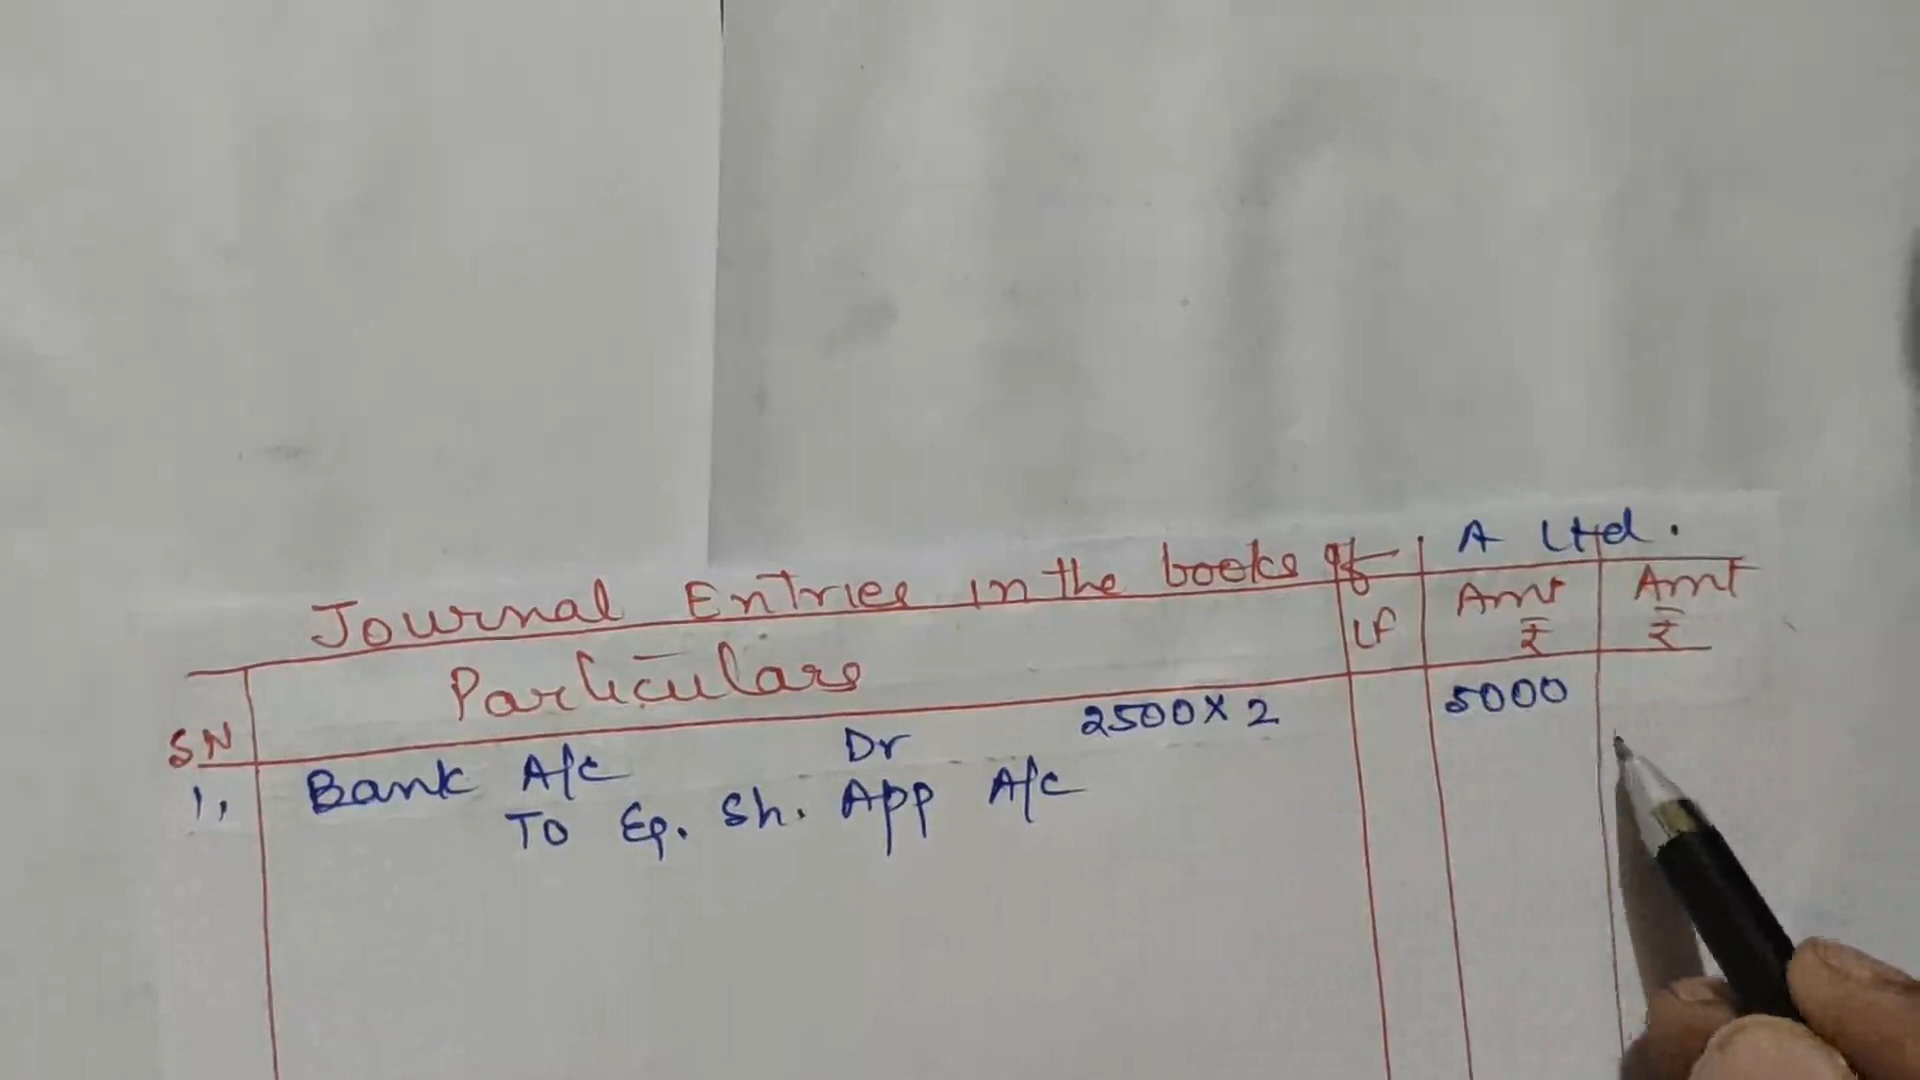 Journal Entries in the books of A Ltd.
SN Particulars LF Amt ₹ Amt ₹
1, Bank A/c Dr 2500 × 2 5000
To Eq. Sh. App A/c